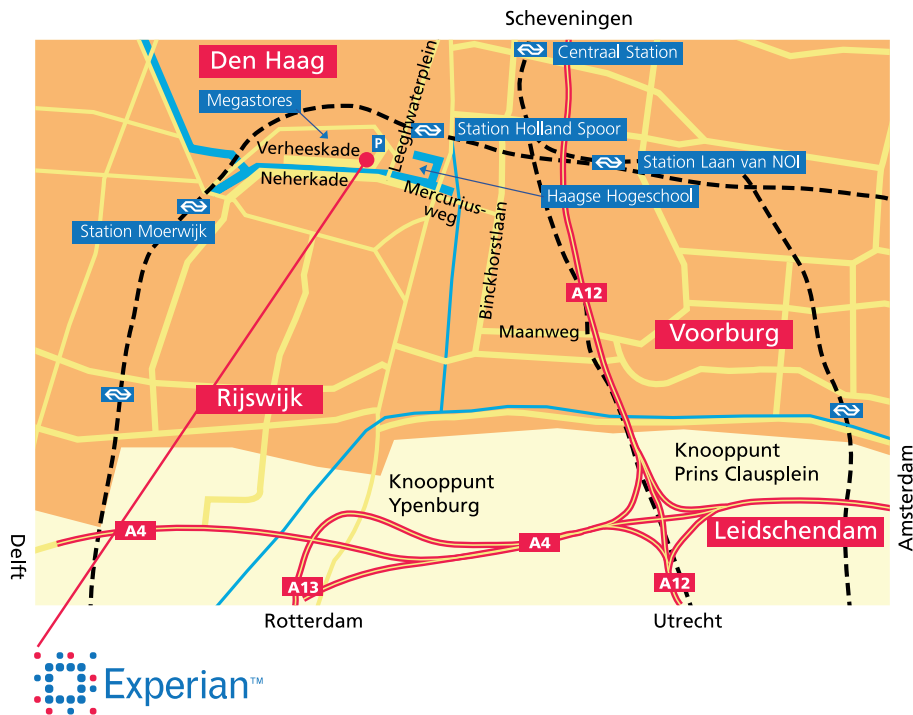 Scheveningen
Den Haag
Centraal Station
Megastores
Leeghwaterplein
P
Station Holland Spoor
Verheeskade
Station Laan van NOI
Neherkade
Haagse Hogeschool
Mercurius-
weg
Station Moerwijk
Binckhorstlaan
A12
Maanweg
Voorburg
Rijswijk
Knooppunt
Prins Clausplein
Knooppunt
Ypenburg
Amsterdam
Delft
A4
A4
Leidschendam
A13
A12
Rotterdam
Utrecht
Experian™